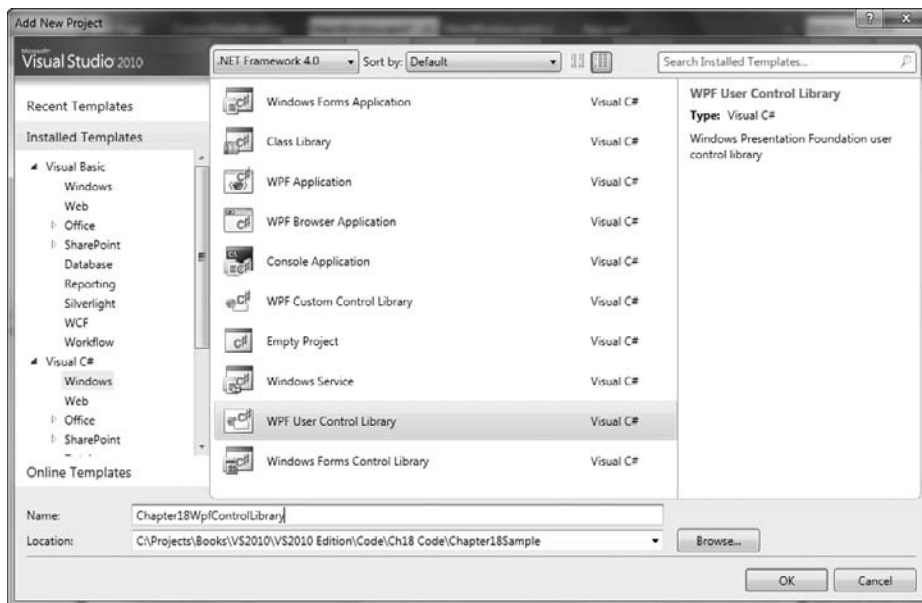 Add New Project
Microsoft
Visual Studio 2010
.NET Framework 4.0
Sort by: Default
Search Installed Templates...
Recent Templates
Installed Templates
Visual Basic
Windows
Web
Office
SharePoint
Database
Reporting
Silverlight
WCF
Workflow
Visual C#
Windows
Web
Office
SharePoint
Online Templates
Windows Forms Application Visual C#
Class Library Visual C#
WPF Application Visual C#
WPF Browser Application Visual C#
Console Application Visual C#
WPF Custom Control Library Visual C#
Empty Project Visual C#
Windows Service Visual C#
WPF User Control Library Visual C#
Windows Forms Control Library Visual C#
WPF User Control Library
Type: Visual C#
Windows Presentation Foundation user
control library
Name: Chapter18WpfControlLibrary
Location: C:\Projects\Books\VS2010\VS2010 Edition\Code\Ch18 Code\Chapter18Sample
Browse...
OK
Cancel